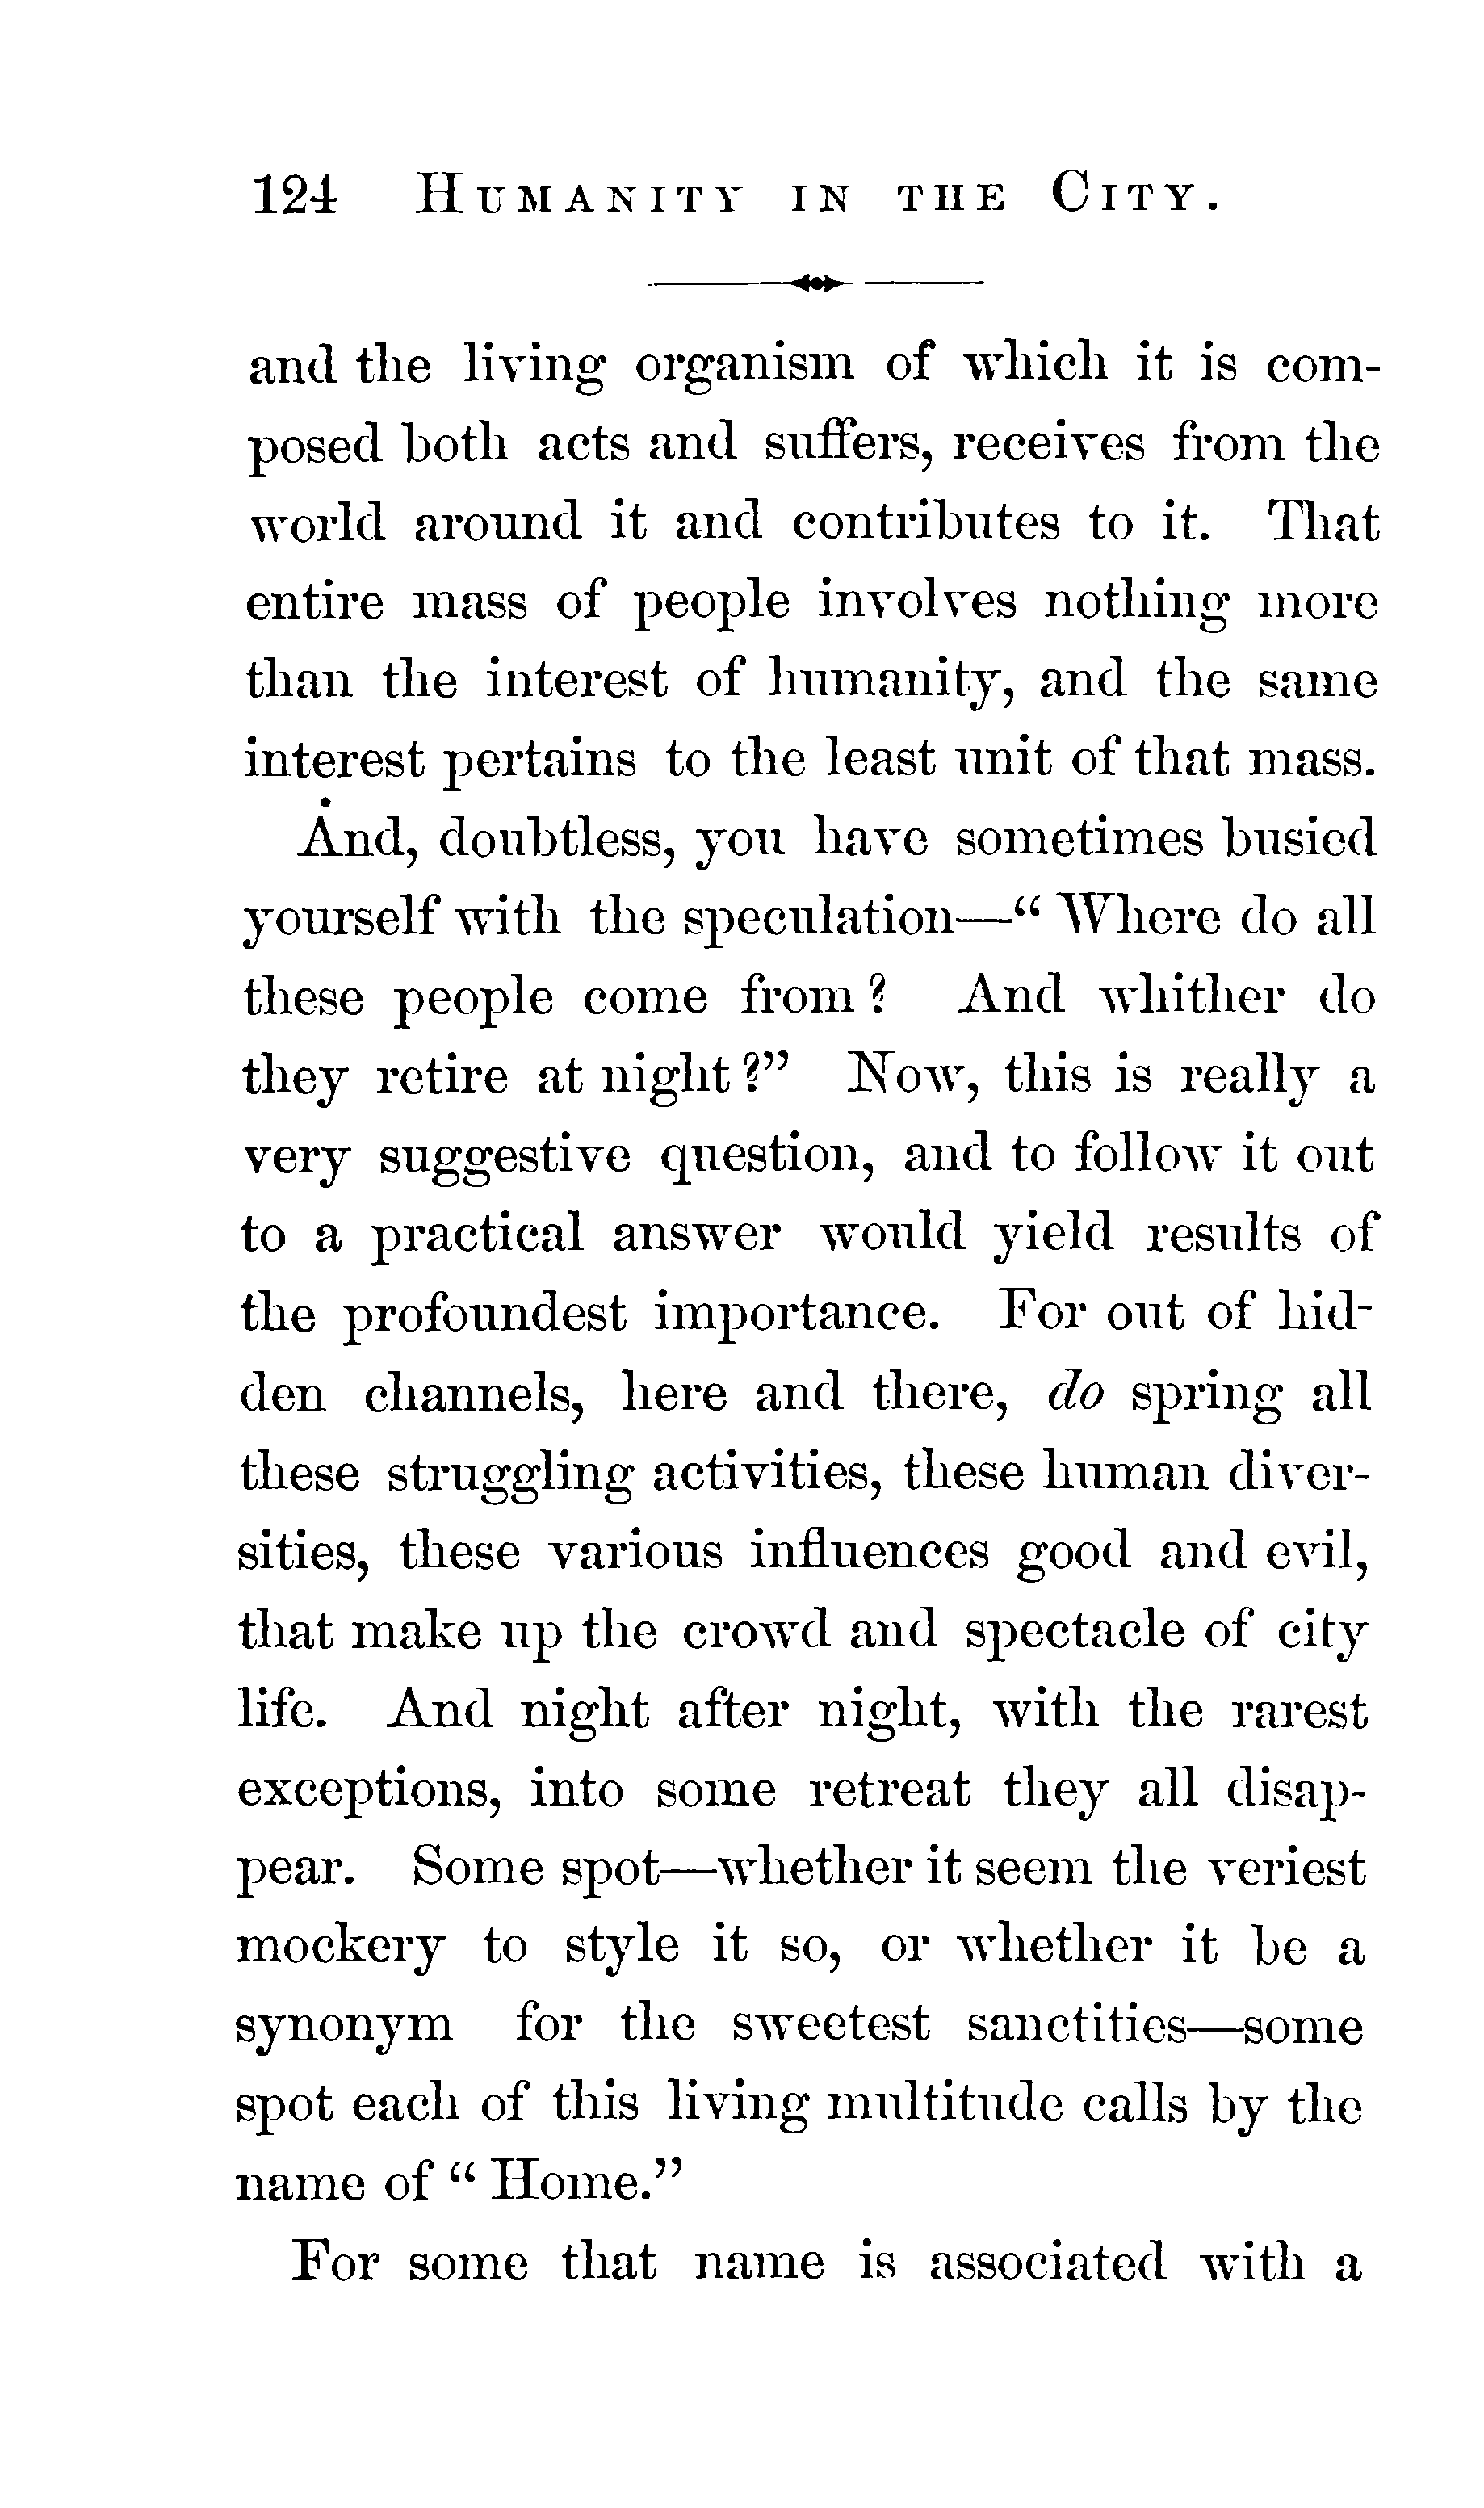 124 HUMANITY IN THE CITY.
and the living organism of which it is com-
posed both acts and suffers, receives from the
world around it and contributes to it. That
entire mass of people involves nothing more
than the interest of humanity, and the same
interest pertains to the least unit of that mass.
And, doubtless, you have sometimes busied
yourself with the speculation—“ Where do all
these people come from ? And whither do
they retire at night ?” Now, this is really a
very suggestive question, and to follow it out
to a practical answer would yield results of
the profoundest importance. For out of hid-
den channels, here and there, do spring all
these struggling activities, these human diver-
sities, these various influences good and evil,
that make up the crowd and spectacle of city
life. And night after night, with the rarest
exceptions, into some retreat they all disap-
pear. Some spot—whether it seem the veriest
mockery to style it so, or whether it be a
synonym for the sweetest sanctities—some
spot each of this living multitude calls by the
name of “ Home.”
For some that name is associated with a